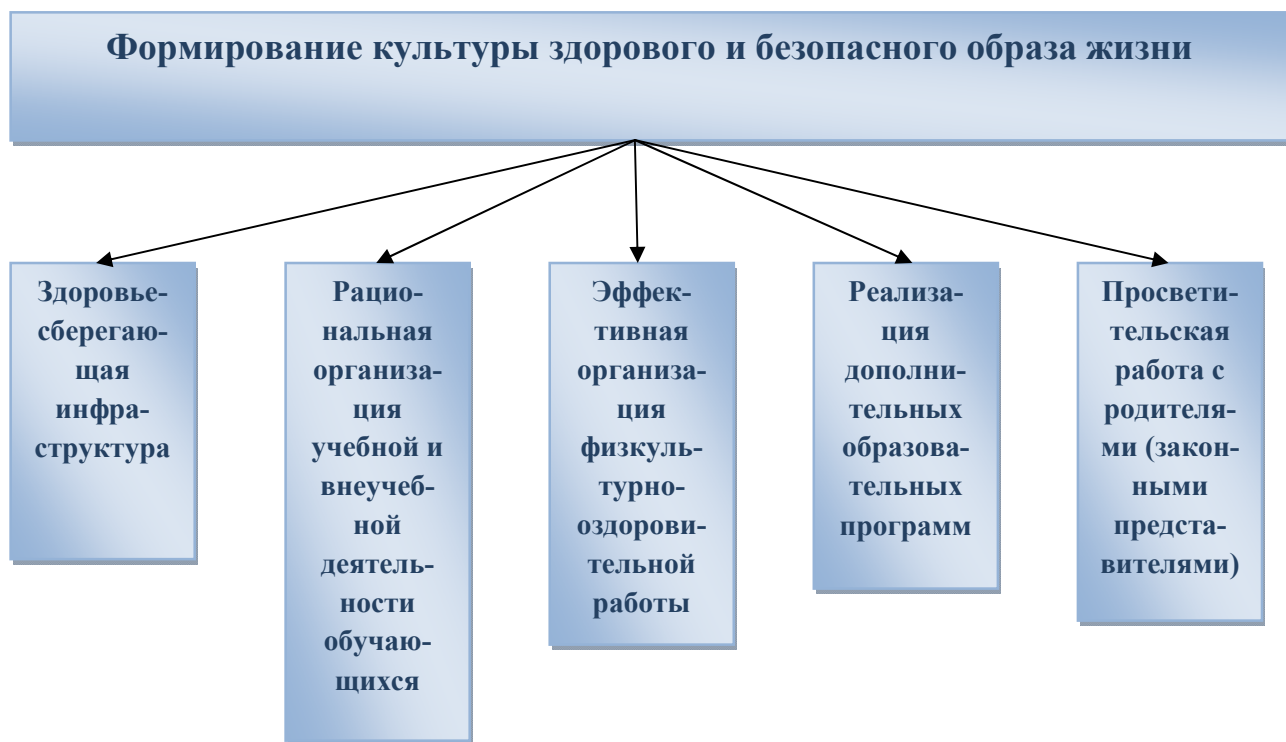 Формирование культуры здорового и безопасного образа жизни
Здоровье-
сберегаю-
щая
инфра-
структура
Рацио-
нальная
организа-
ция
учебной и
внеучеб-
ной
деятель-
ности
обучаю-
щихся
Эффек-
тивная
организа-
ция
физкуль-
турно-
оздорови-
тельной
работы
Реализа-
ция
дополни-
тельных
образова-
тельных
программ
Просвети-
тельская
работа с
родителя-
ми (закон-
ными
предста-
вителями)